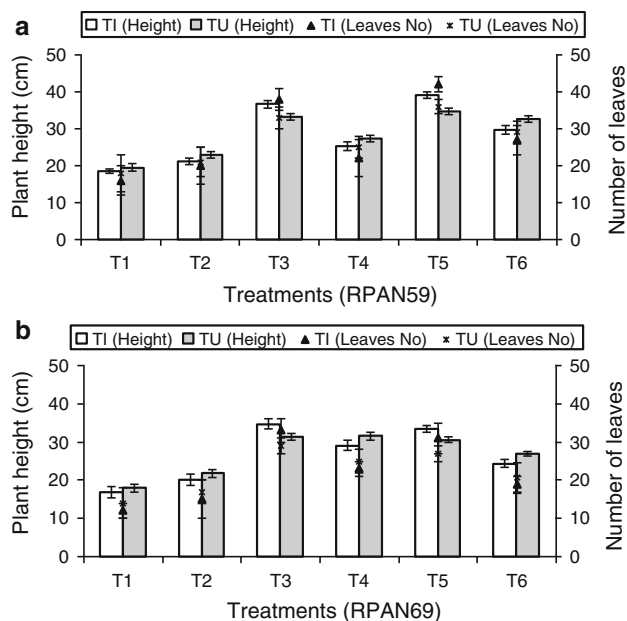 a
TI (Height) TU (Height) TI (Leaves No) TU (Leaves No)
Plant height (cm)
50
40
30
20
10
0
50
40
30
20
10
0
Number of leaves
T1 T2 T3 T4 T5 T6
Treatments (RPAN59)
b
TI (Height) TU (Height) TI (Leaves No) TU (Leaves No)
Plant height (cm)
50
40
30
20
10
0
50
40
30
20
10
0
Number of leaves
T1 T2 T3 T4 T5 T6
Treatments (RPAN69)